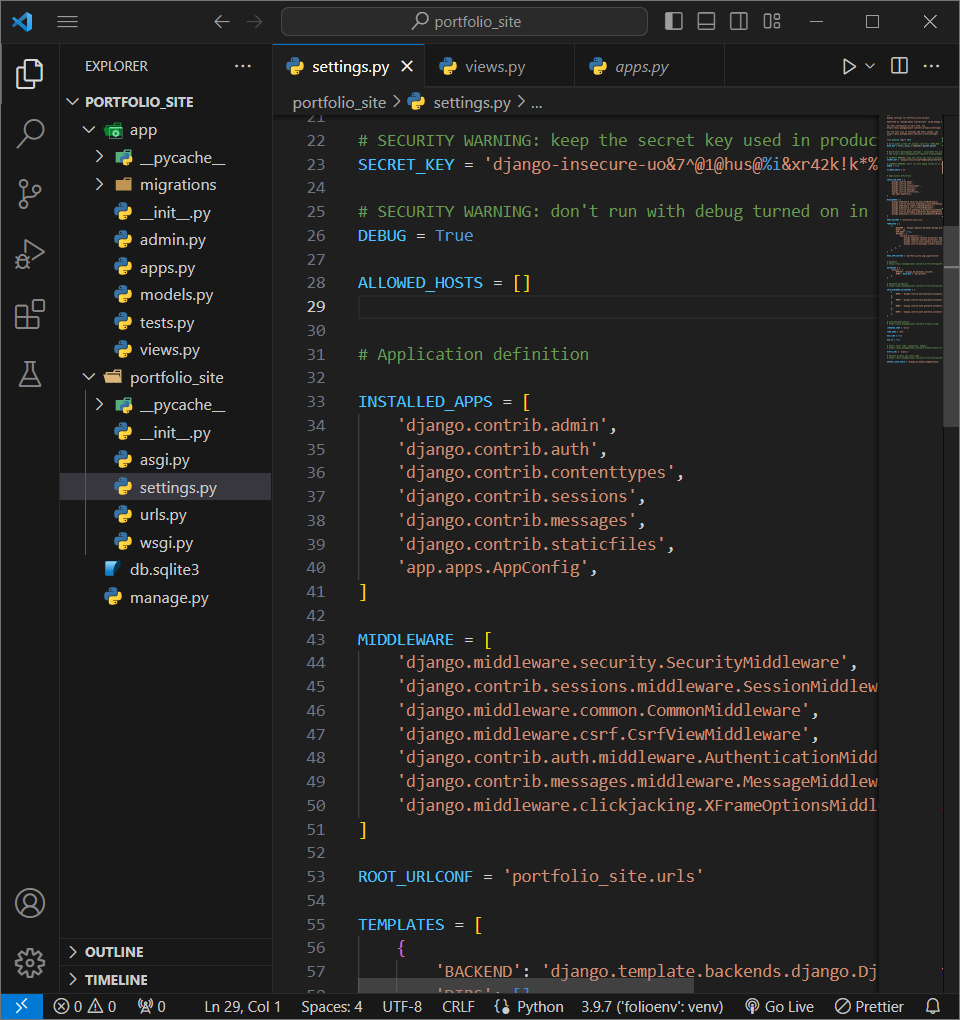 portfolio_site
EXPLORER
settings.py
views.py
apps.py
PORTFOLIO_SITE
app
__pycache__
migrations
__init__.py
admin.py
apps.py
models.py
tests.py
views.py
portfolio_site
__pycache__
__init__.py
asgi.py
settings.py
urls.py
wsgi.py
db.sqlite3
manage.py
OUTLINE
TIMELINE
portfolio_site > settings.py > ...
21
22 # SECURITY WARNING: keep the secret key used in produc
23 SECRET_KEY = 'django-insecure-uo&7^@1@hus@%i&xr42k!k*%
24
25 # SECURITY WARNING: don't run with debug turned on in
26 DEBUG = True
27
28 ALLOWED_HOSTS = []
29
30
31 # Application definition
32
33 INSTALLED_APPS = [
34     'django.contrib.admin',
35     'django.contrib.auth',
36     'django.contrib.contenttypes',
37     'django.contrib.sessions',
38     'django.contrib.messages',
39     'django.contrib.staticfiles',
40     'app.apps.AppConfig',
41 ]
42
43 MIDDLEWARE = [
44     'django.middleware.security.SecurityMiddleware',
45     'django.contrib.sessions.middleware.SessionMiddlew
46     'django.middleware.common.CommonMiddleware',
47     'django.middleware.csrf.CsrfViewMiddleware',
48     'django.contrib.auth.middleware.AuthenticationMidd
49     'django.contrib.messages.middleware.MessageMiddlew
50     'django.middleware.clickjacking.XFrameOptionsMiddl
51 ]
52
53 ROOT_URLCONF = 'portfolio_site.urls'
54
55 TEMPLATES = [
56     {
57         'BACKEND': 'django.template.backends.django.Dj
58         'DIRS': []
0 0 0 Ln 29, Col 1 Spaces: 4 UTF-8 CRLF {} Python 3.9.7 ('folioenv': venv) Go Live Prettier